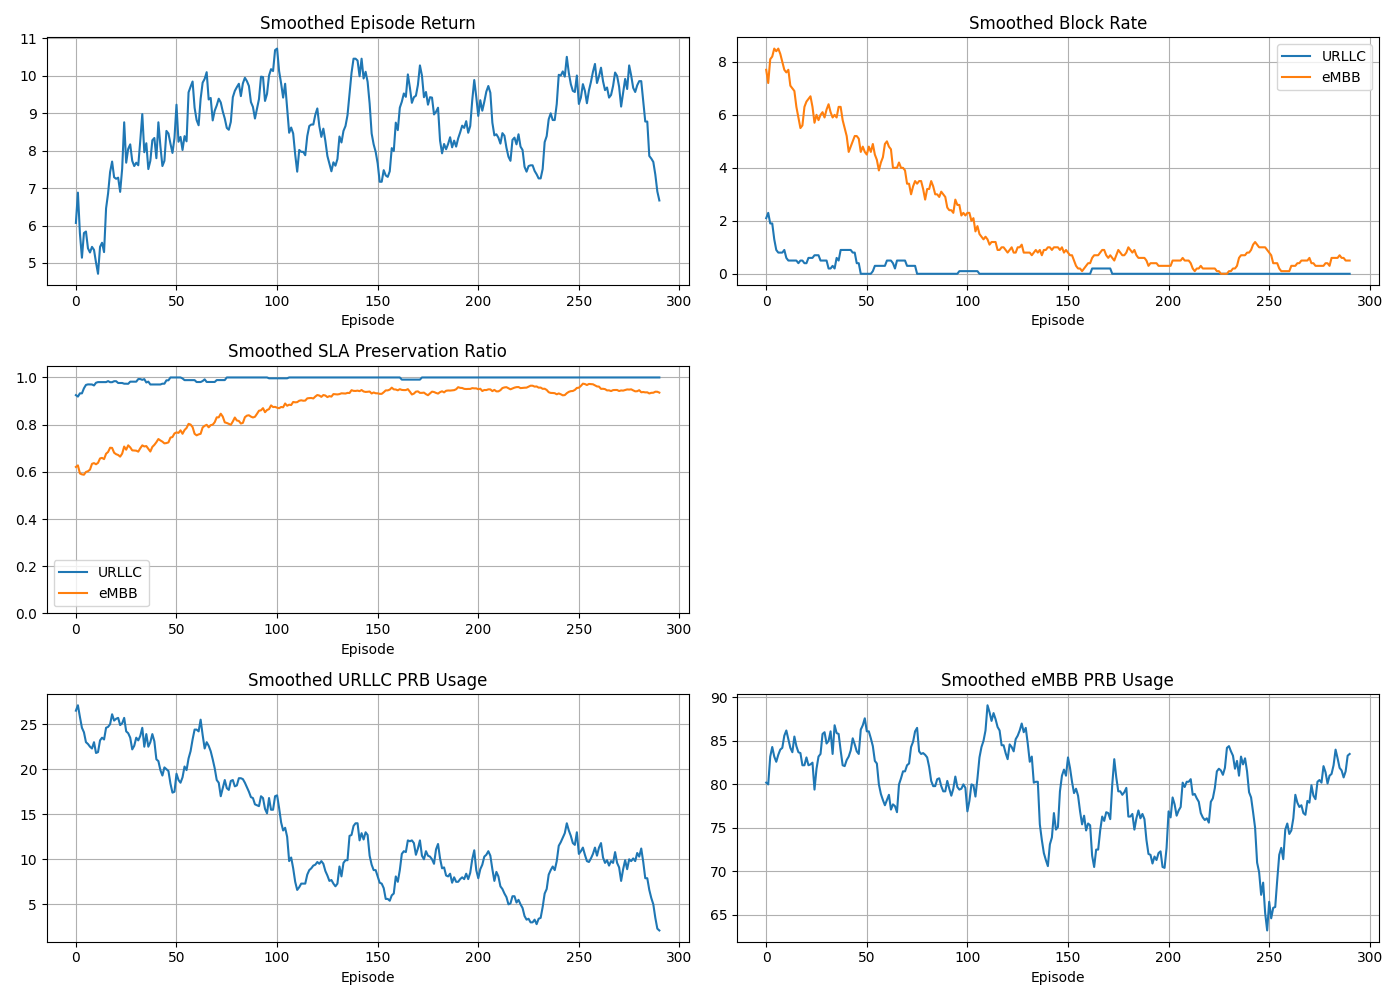 Smoothed Episode Return
11
10
9
8
7
6
5
0 50 100 150 200 250 300
Episode
Smoothed Block Rate
8
6
4
2
0
URLLC
eMBB
0 50 100 150 200 250 300
Episode
Smoothed SLA Preservation Ratio
1.0
0.8
0.6
0.4
0.2
0.0
URLLC
eMBB
0 50 100 150 200 250 300
Episode
Smoothed URLLC PRB Usage
25
20
15
10
5
0 50 100 150 200 250 300
Episode
Smoothed eMBB PRB Usage
90
85
80
75
70
65
0 50 100 150 200 250 300
Episode